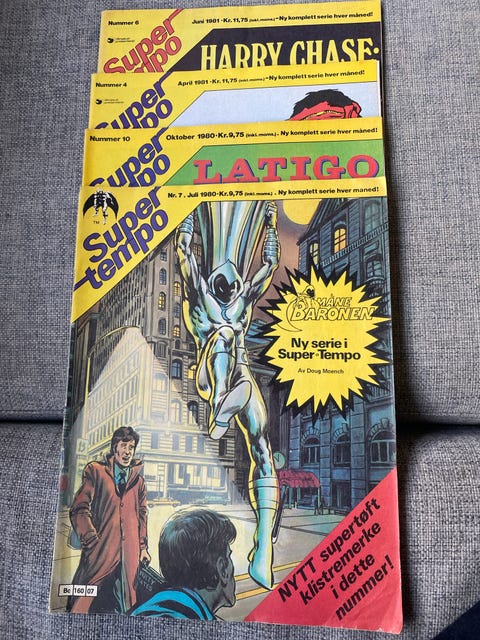 Nummer 6
Juni 1981 - Kr. 11,75 (inkl. moms.) - Ny komplett serie hver måned!
Super
tempo
HARRY CHASE:
Nummer 4
April 1981 - Kr. 11,75 (inkl. moms.) - Ny komplett serie hver måned!
Super
tempo
Nummer 10
Oktober 1980 - Kr. 9,75 (inkl. moms.) - Ny komplett serie hver måned!
Super
tempo
LATIGO
Nr. 7 . Juli 1980 - Kr. 9,75 (inkl. moms.) . Ny komplett serie hver måned!
TM
Super
tempo
MÅNE
BARONEN
Ny serie i
Super-Tempo
Av Doug Moench
NYTT supertøft
klistremerke
i dette
nummer!
Be 160 07